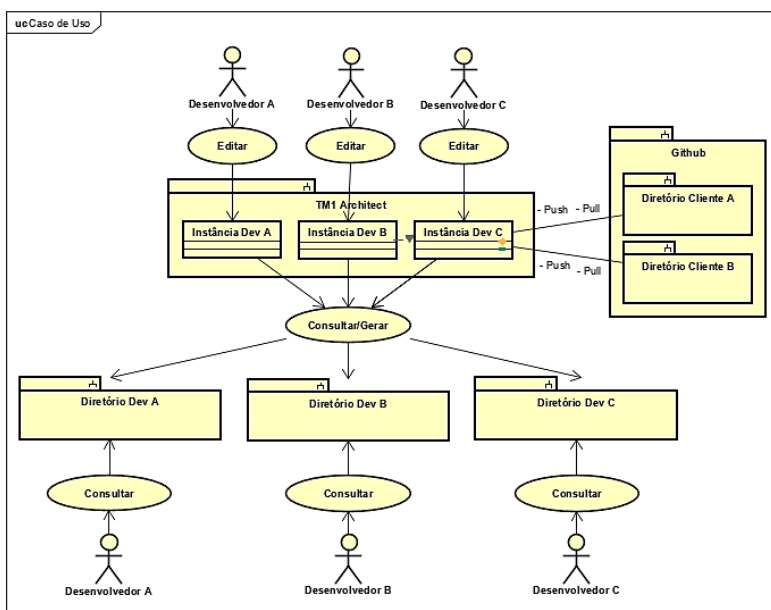 ucCaso de Uso
Desenvolvedor A
Desenvolvedor B
Desenvolvedor C
Editar
Editar
Editar
Github
TM1 Architect
Diretório Cliente A
- Push
- Pull
Instância Dev A
Instância Dev B
Instância Dev C
Diretório Cliente B
- Push
- Pull
Consultar/Gerar
Diretório Dev A
Diretório Dev B
Diretório Dev C
Consultar
Consultar
Consultar
Desenvolvedor A
Desenvolvedor B
Desenvolvedor C